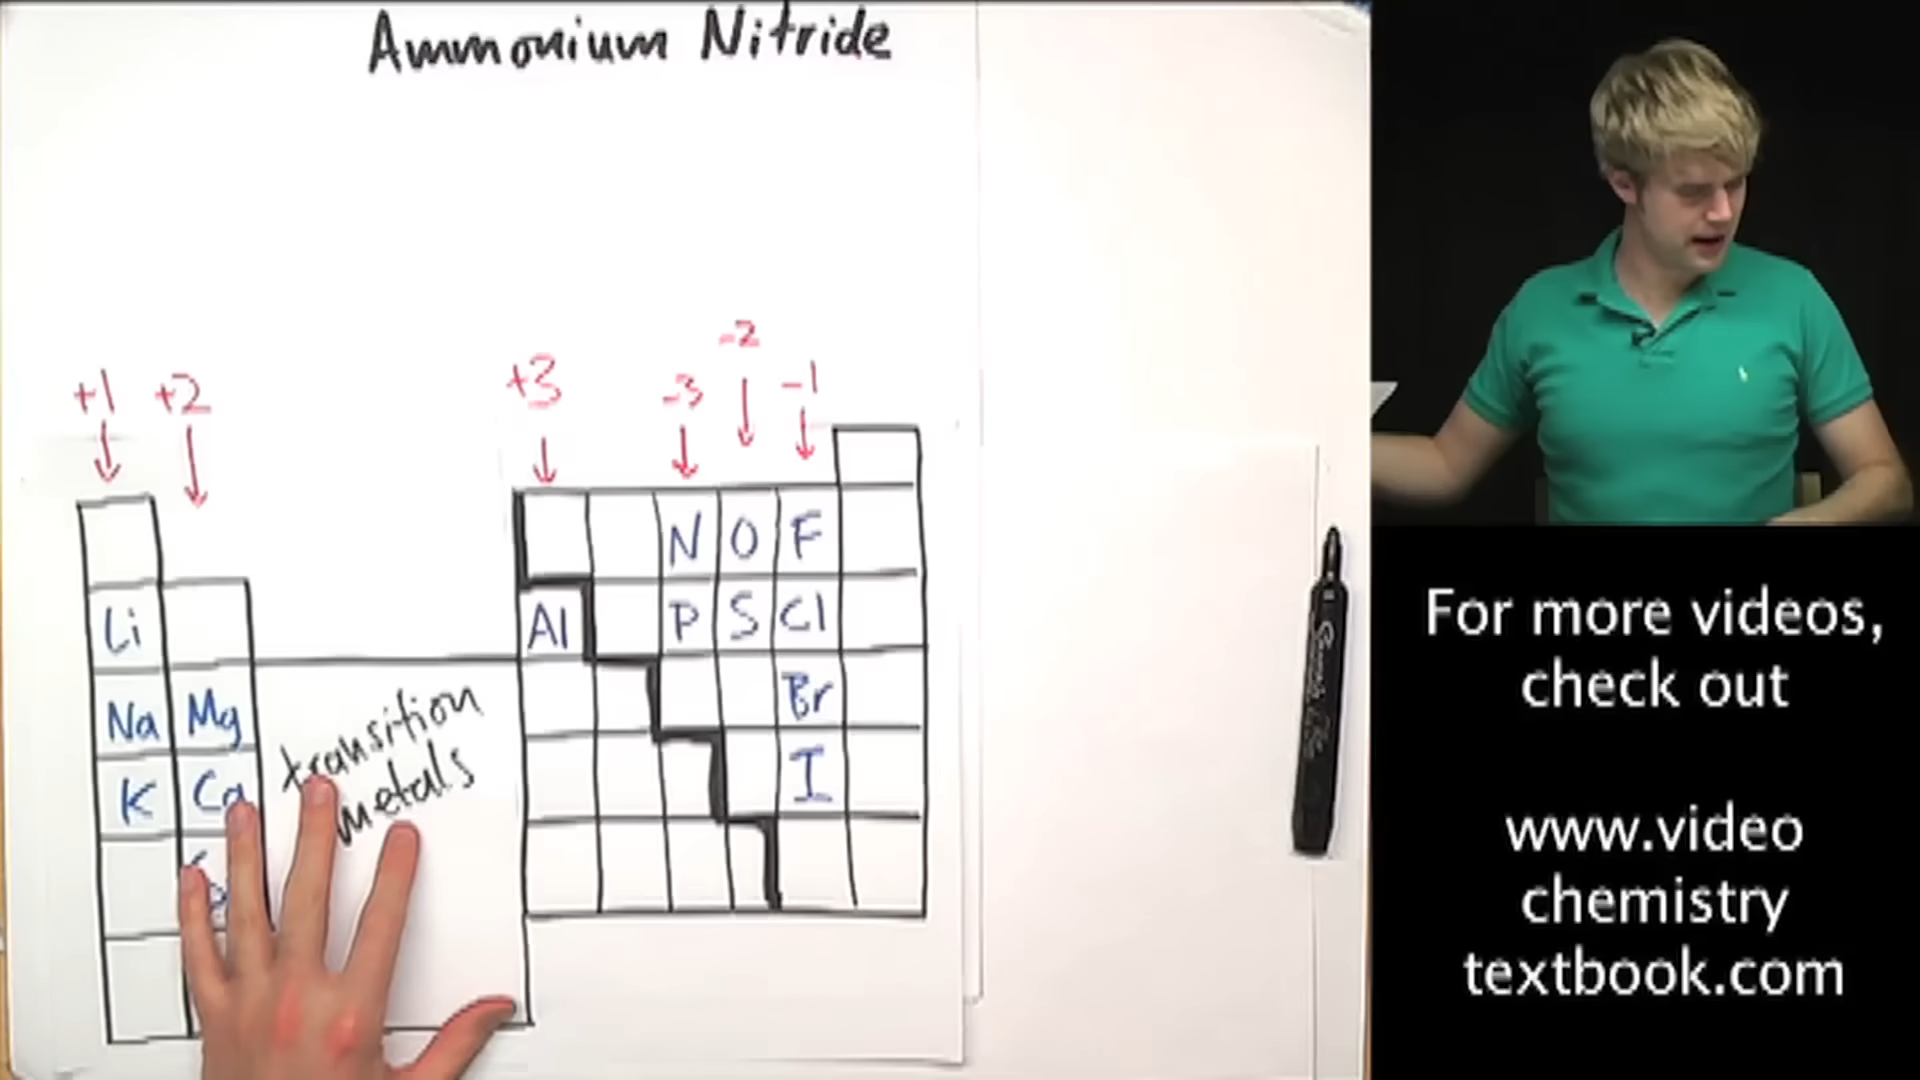 Ammonium Nitride
-2
+1 +2 +3 -3 -1
N O F
Li Al P S Cl
Na Mg transition Br
K Ca metals I
For more videos,
check out
www.video
chemistry
textbook.com